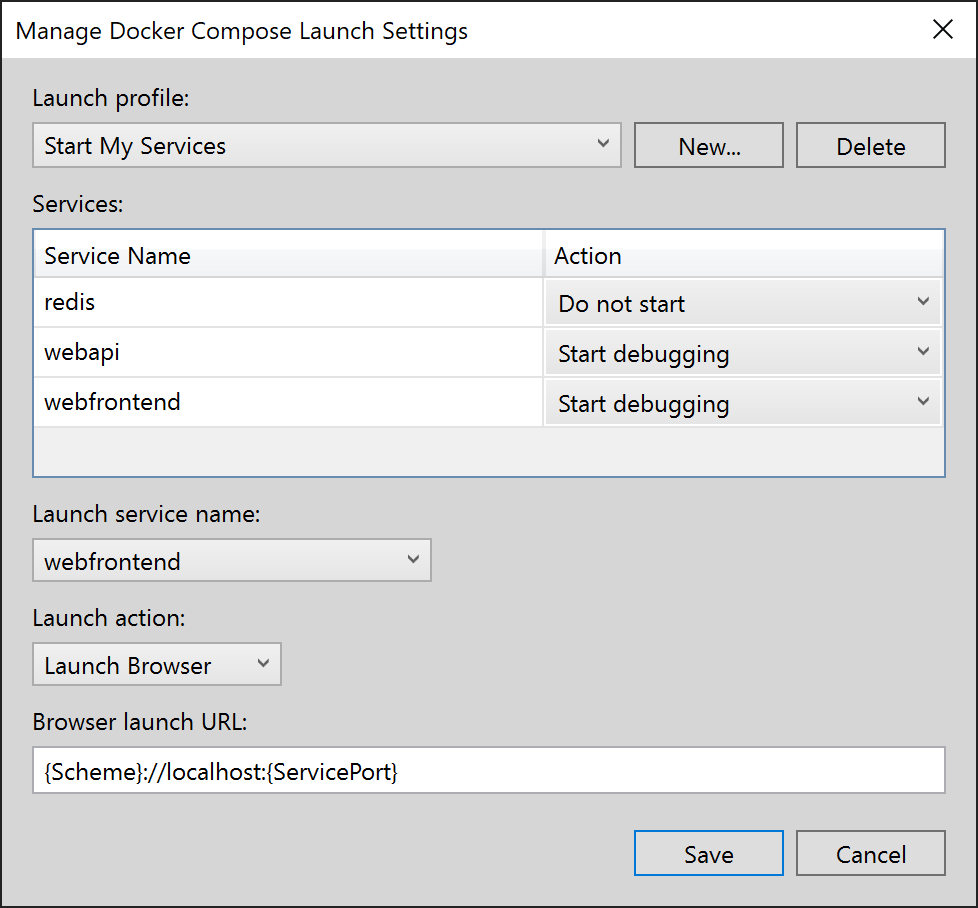 Manage Docker Compose Launch Settings
Launch profile:
Start My Services
New...
Delete
Services:
Service Name
Action
redis
Do not start
webapi
Start debugging
webfrontend
Start debugging
Launch service name:
webfrontend
Launch action:
Launch Browser
Browser launch URL:
{Scheme}://localhost:{ServicePort}
Save
Cancel